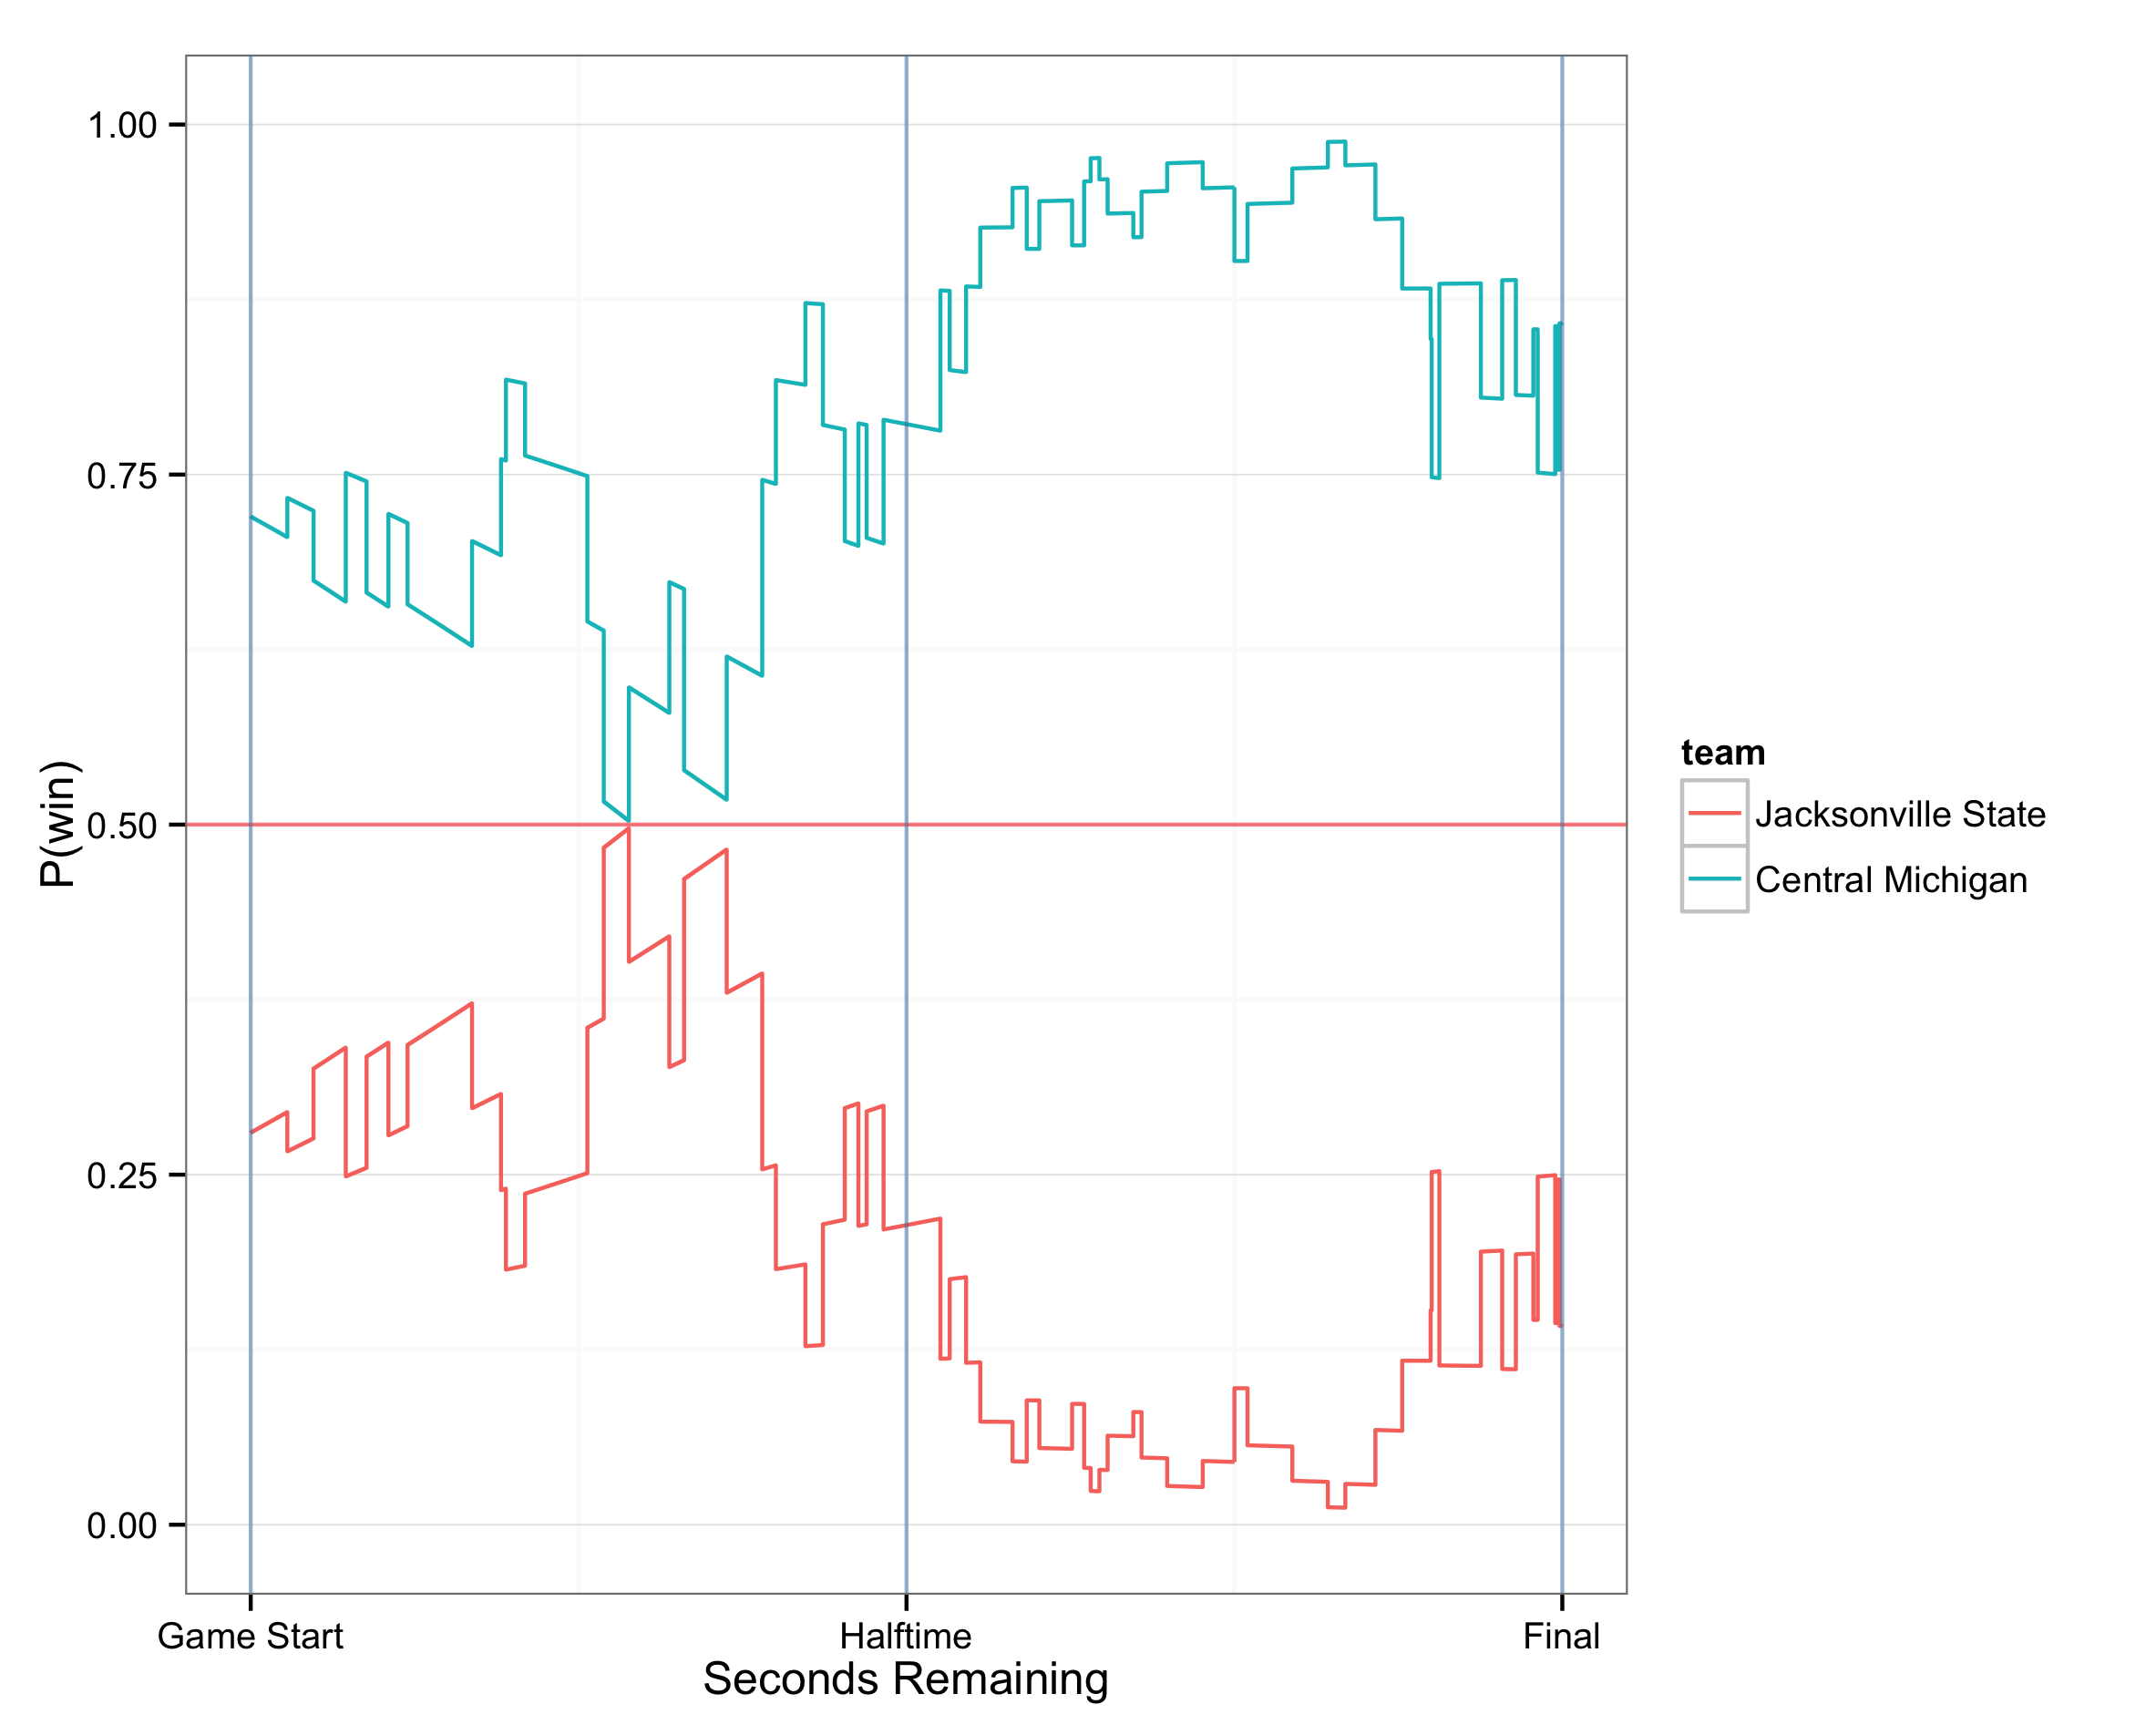 1.00
0.75
0.50
0.25
0.00
P(win)
Game Start
Halftime
Final
Seconds Remaining
team
Jacksonville State
Central Michigan